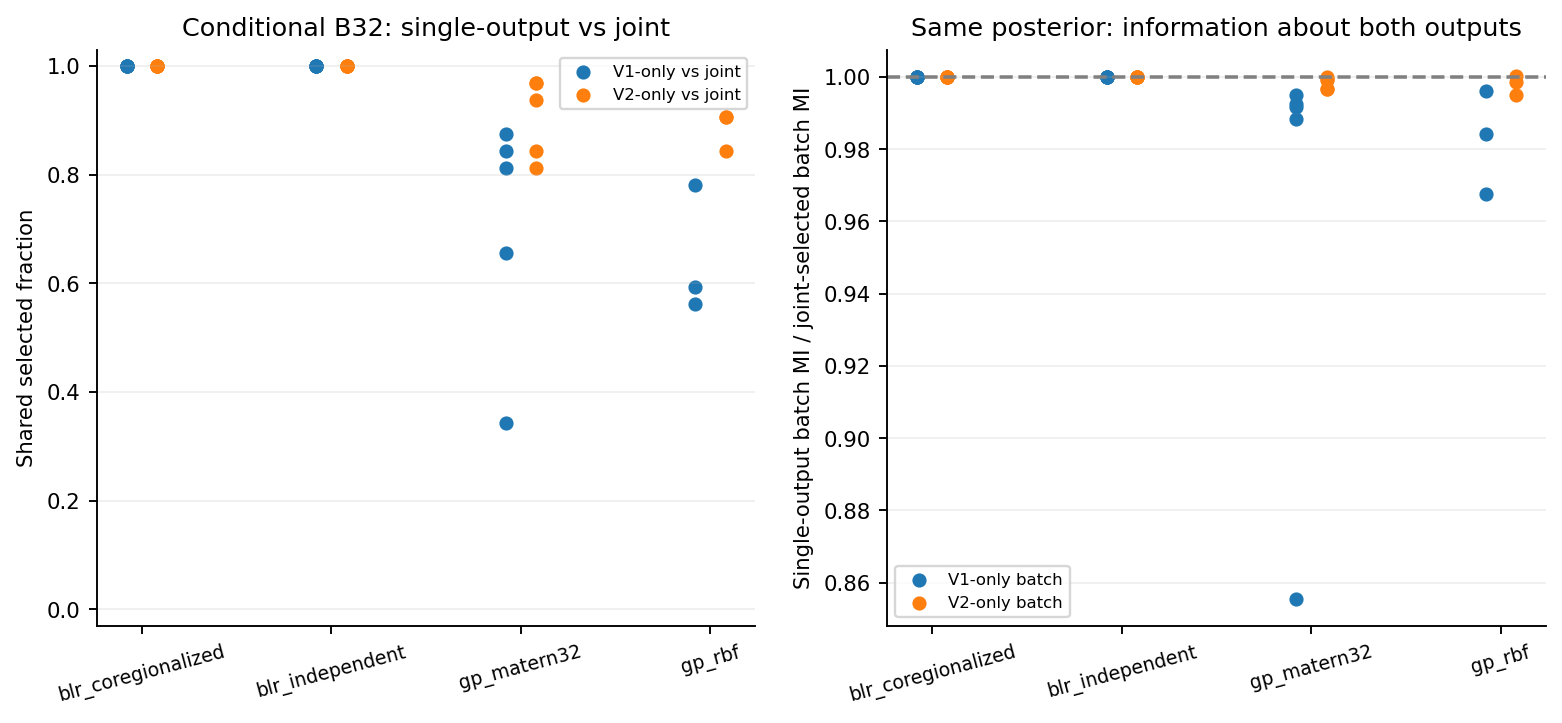 Conditional B32: single-output vs joint
Shared selected fraction
1.0
0.8
0.6
0.4
0.2
0.0
V1-only vs joint
V2-only vs joint
blr_coregionalized
blr_independent
gp_matern32
gp_rbf
Same posterior: information about both outputs
Single-output batch MI / joint-selected batch MI
1.00
0.98
0.96
0.94
0.92
0.90
0.88
0.86
V1-only batch
V2-only batch
blr_coregionalized
blr_independent
gp_matern32
gp_rbf